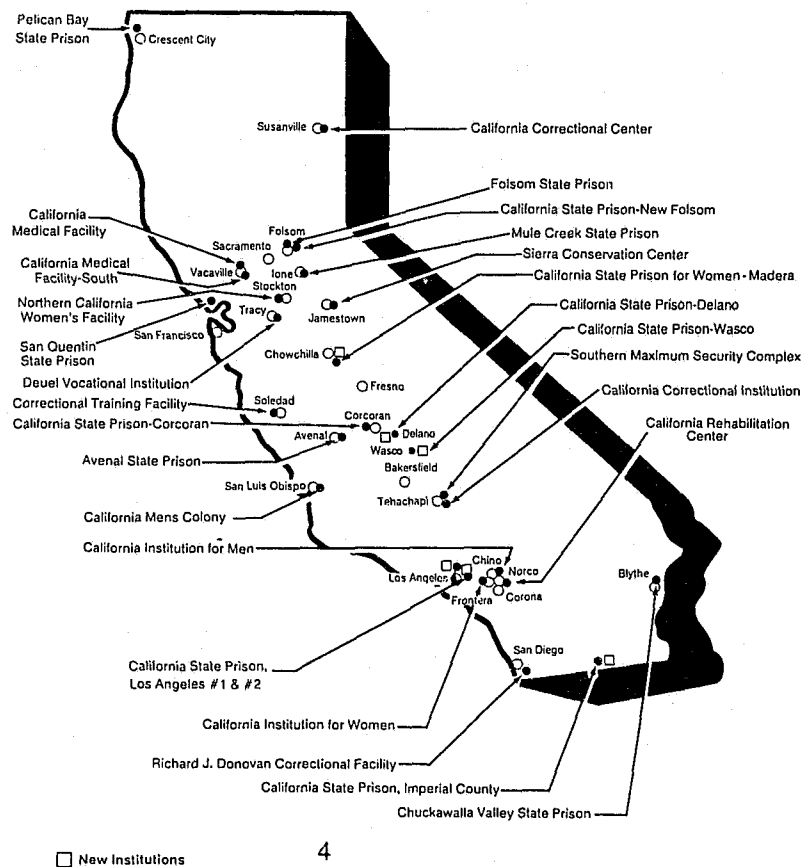 Pelican Bay
State Prison
Crescent City
Susanville
California Correctional Center
Folsom State Prison
California State Prison-New Folsom
Mule Creek State Prison
Sierra Conservation Center
California State Prison for Women-Madera
California State Prison-Delano
California State Prison-Wasco
Southern Maximum Security Complex
California Correctional Institution
California Rehabilitation
Center
California
Medical Facility
California Medical
Facility-South
Northern California
Women's Facility
San Quentin
State Prison
Deuel Vocational Institution
Correctional Training Facility
California State Prison-Corcoran
Avenal State Prison
California Mens Colony
California Institution for Men
Folsom
Sacramento
Vacaville
Ione
Stockton
Tracy
Jamestown
San Francisco
Chowchilla
Fresno
Soledad
Corcoran
Avenal
Delano
Wasco
Bakersfield
San Luis Obispo
Tehachapi
Chino
Norco
Los Angeles
Frontera
Corona
Blythe
San Diego
California State Prison,
Los Angeles #1 & #2
California Institution for Women
Richard J. Donovan Correctional Facility
California State Prison, Imperial County
Chuckawalla Valley State Prison
New Institutions
4